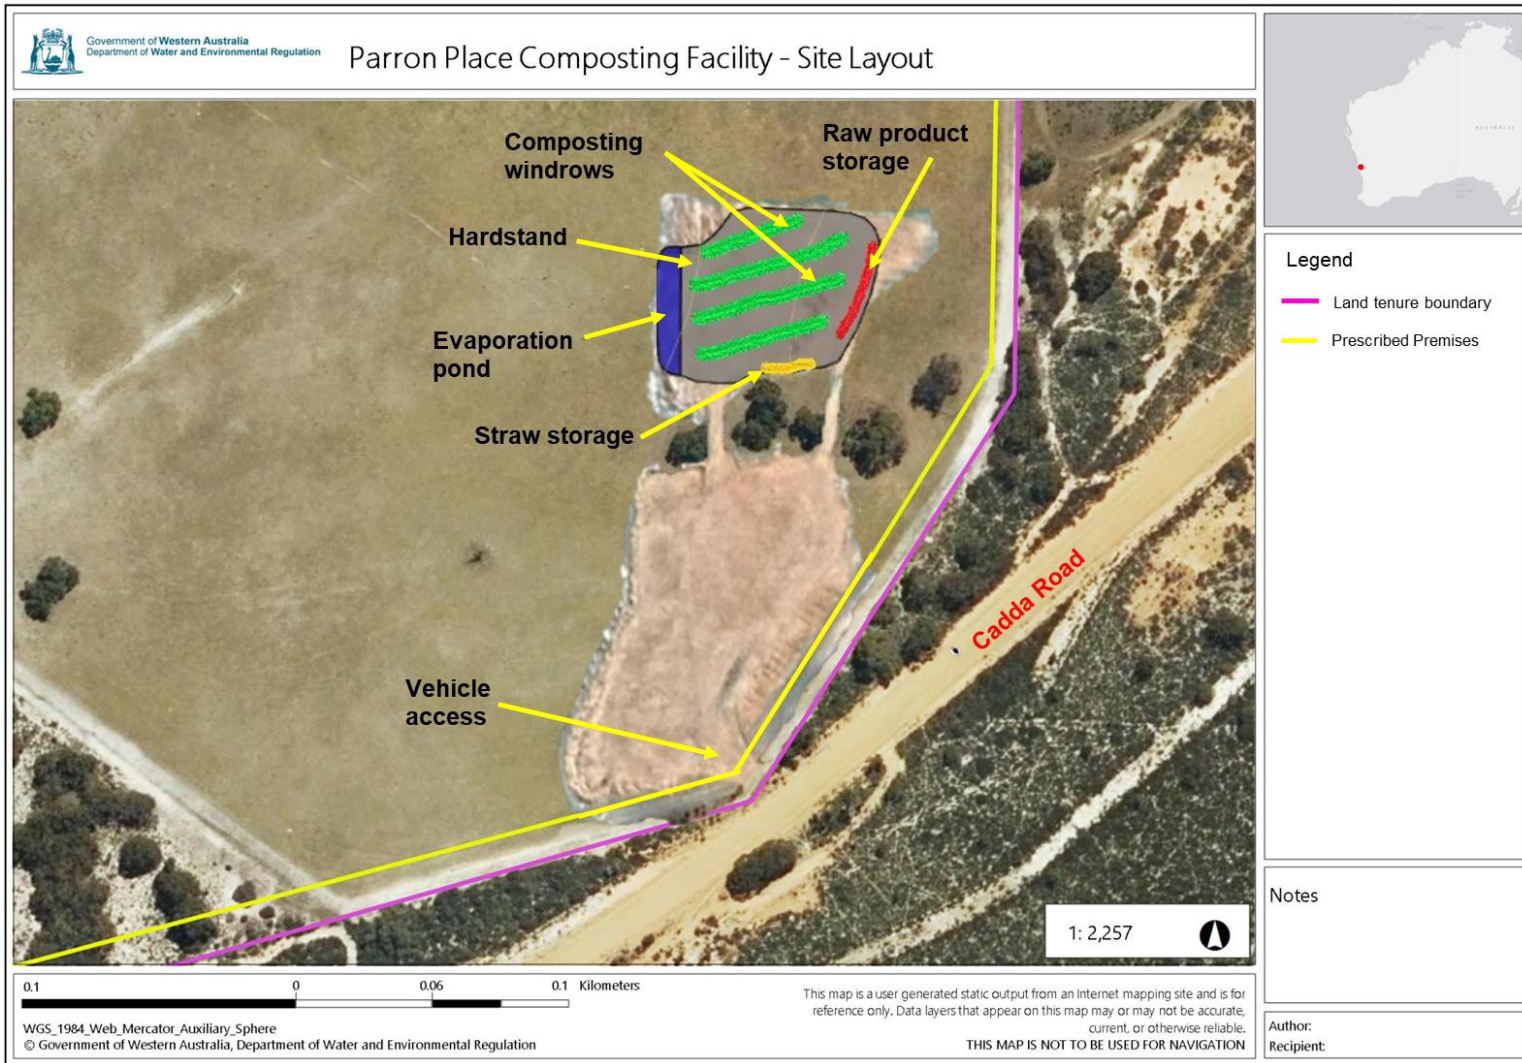 Government of Western Australia
Department of Water and Environmental Regulation
Parron Place Composting Facility - Site Layout
Composting
windrows
Raw product
storage
Hardstand
Evaporation
pond
Straw storage
Vehicle
access
Cadda Road
1: 2,257
AUSTRALIA
Legend
Land tenure boundary
Prescribed Premises
Notes
0.1
0
0.06
0.1
Kilometers
WGS_1984_Web_Mercator_Auxiliary_Sphere
© Government of Western Australia, Department of Water and Environmental Regulation
This map is a user generated static output from an Internet mapping site and is for
reference only. Data layers that appear on this map may or may not be accurate,
current, or otherwise reliable.
THIS MAP IS NOT TO BE USED FOR NAVIGATION
Author:
Recipient: